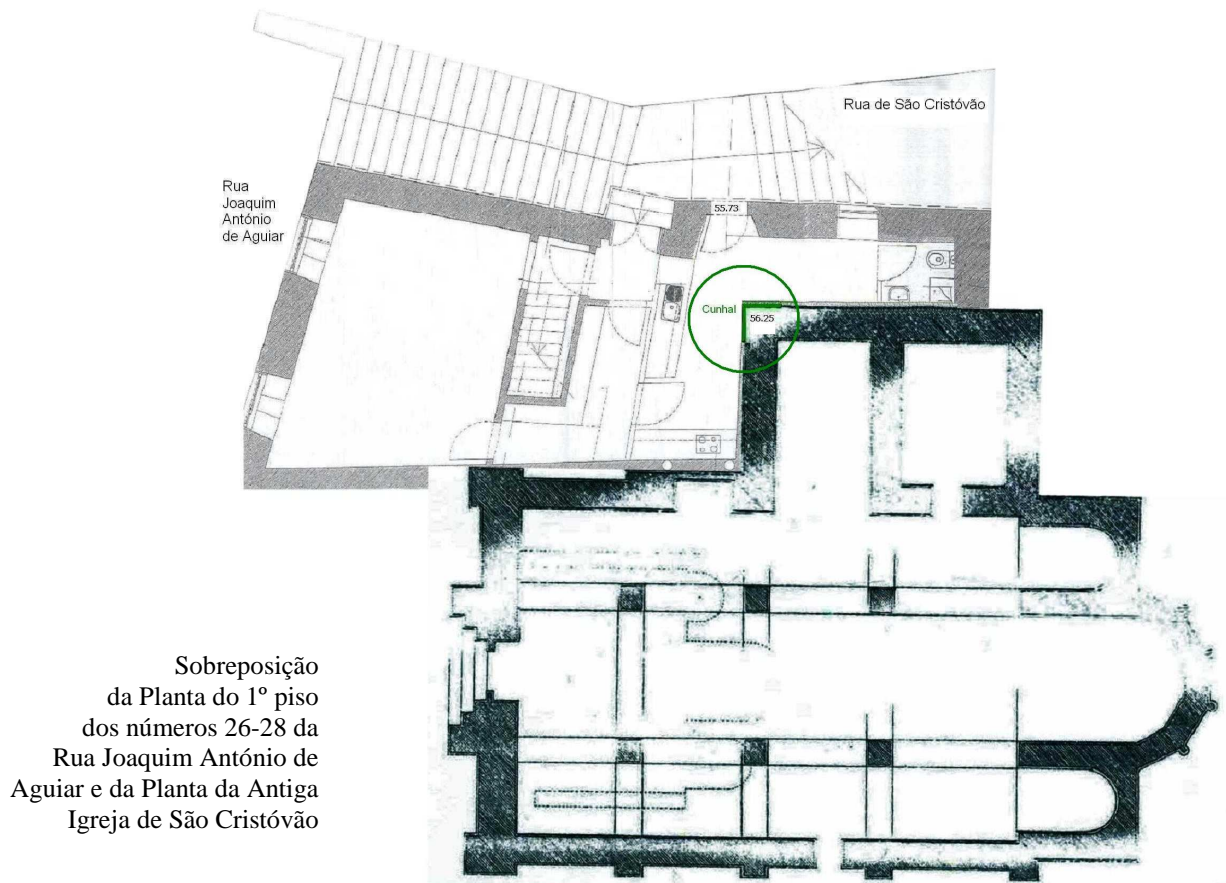 Rua de São Cristóvão
Rua
Joaquim
António
de Aguiar
55.73
Cunhal
56.25
Sobreposição
da Planta do 1º piso
dos números 26-28 da
Rua Joaquim António de
Aguiar e da Planta da Antiga
Igreja de São Cristóvão